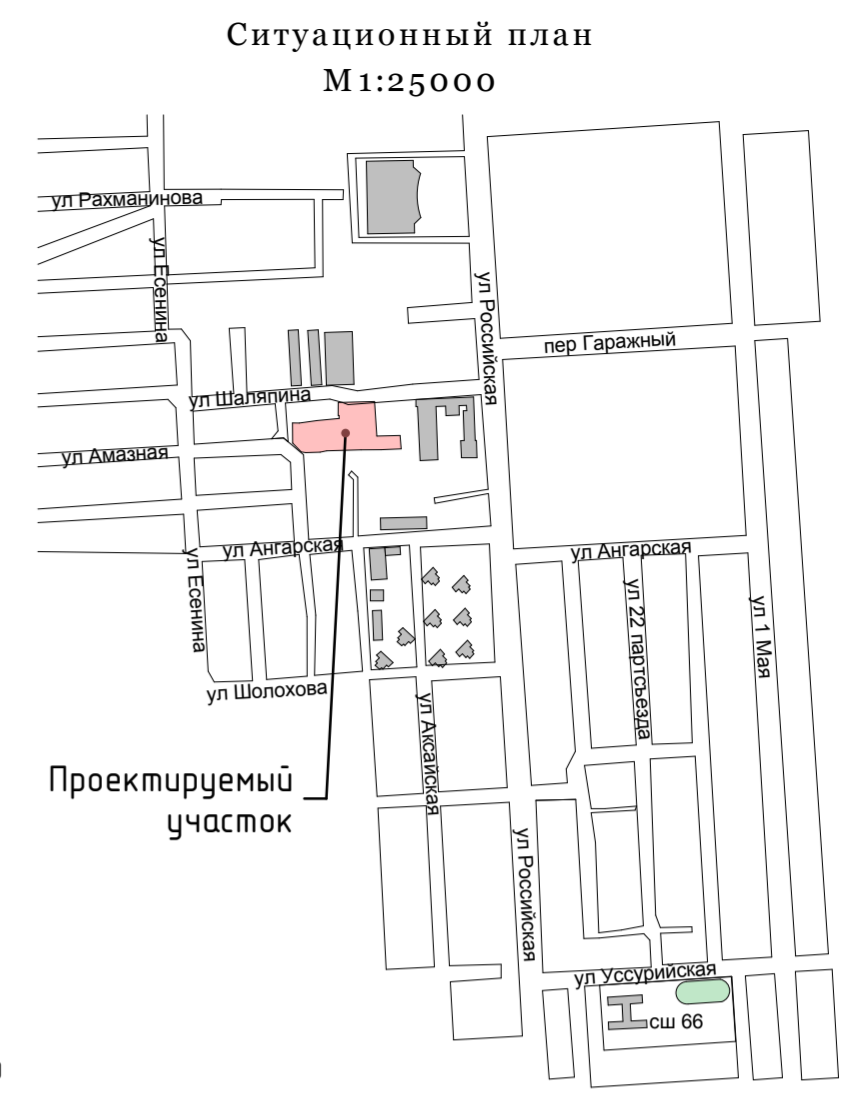 Ситуационный план
М1:25000
ул Рахманинова
ул Есенина
ул Российская
пер Гаражный
ул Шаляпина
ул Амазная
ул Ангарская
ул Ангарская
ул Есенина
ул 22 партсъезда
ул 1 Мая
ул Шолохова
ул Аксайская
Проектируемый
участок
ул Российская
ул Уссурийская
сш 66